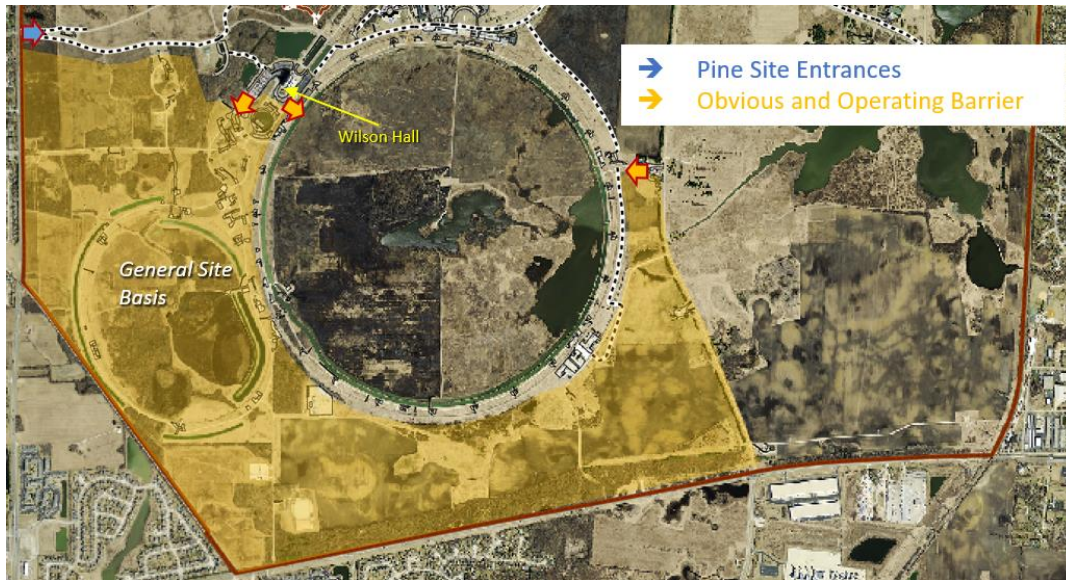 Pine Site Entrances
Obvious and Operating Barrier
Wilson Hall
General Site
Basis